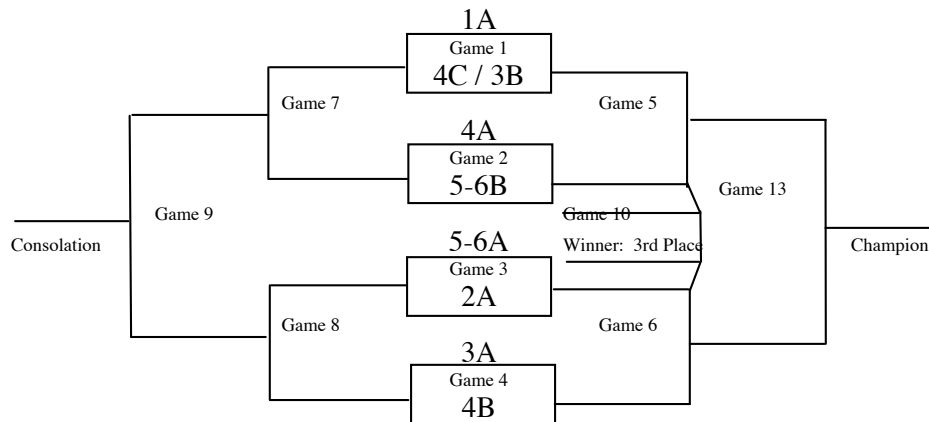 1A
Game 1
4C / 3B
Game 7
Game 5
4A
Game 2
5-6B
Game 13
Game 9
Game 10
Consolation
5-6A
Winner: 3rd Place
Champion
Game 3
2A
Game 8
Game 6
3A
Game 4
4B